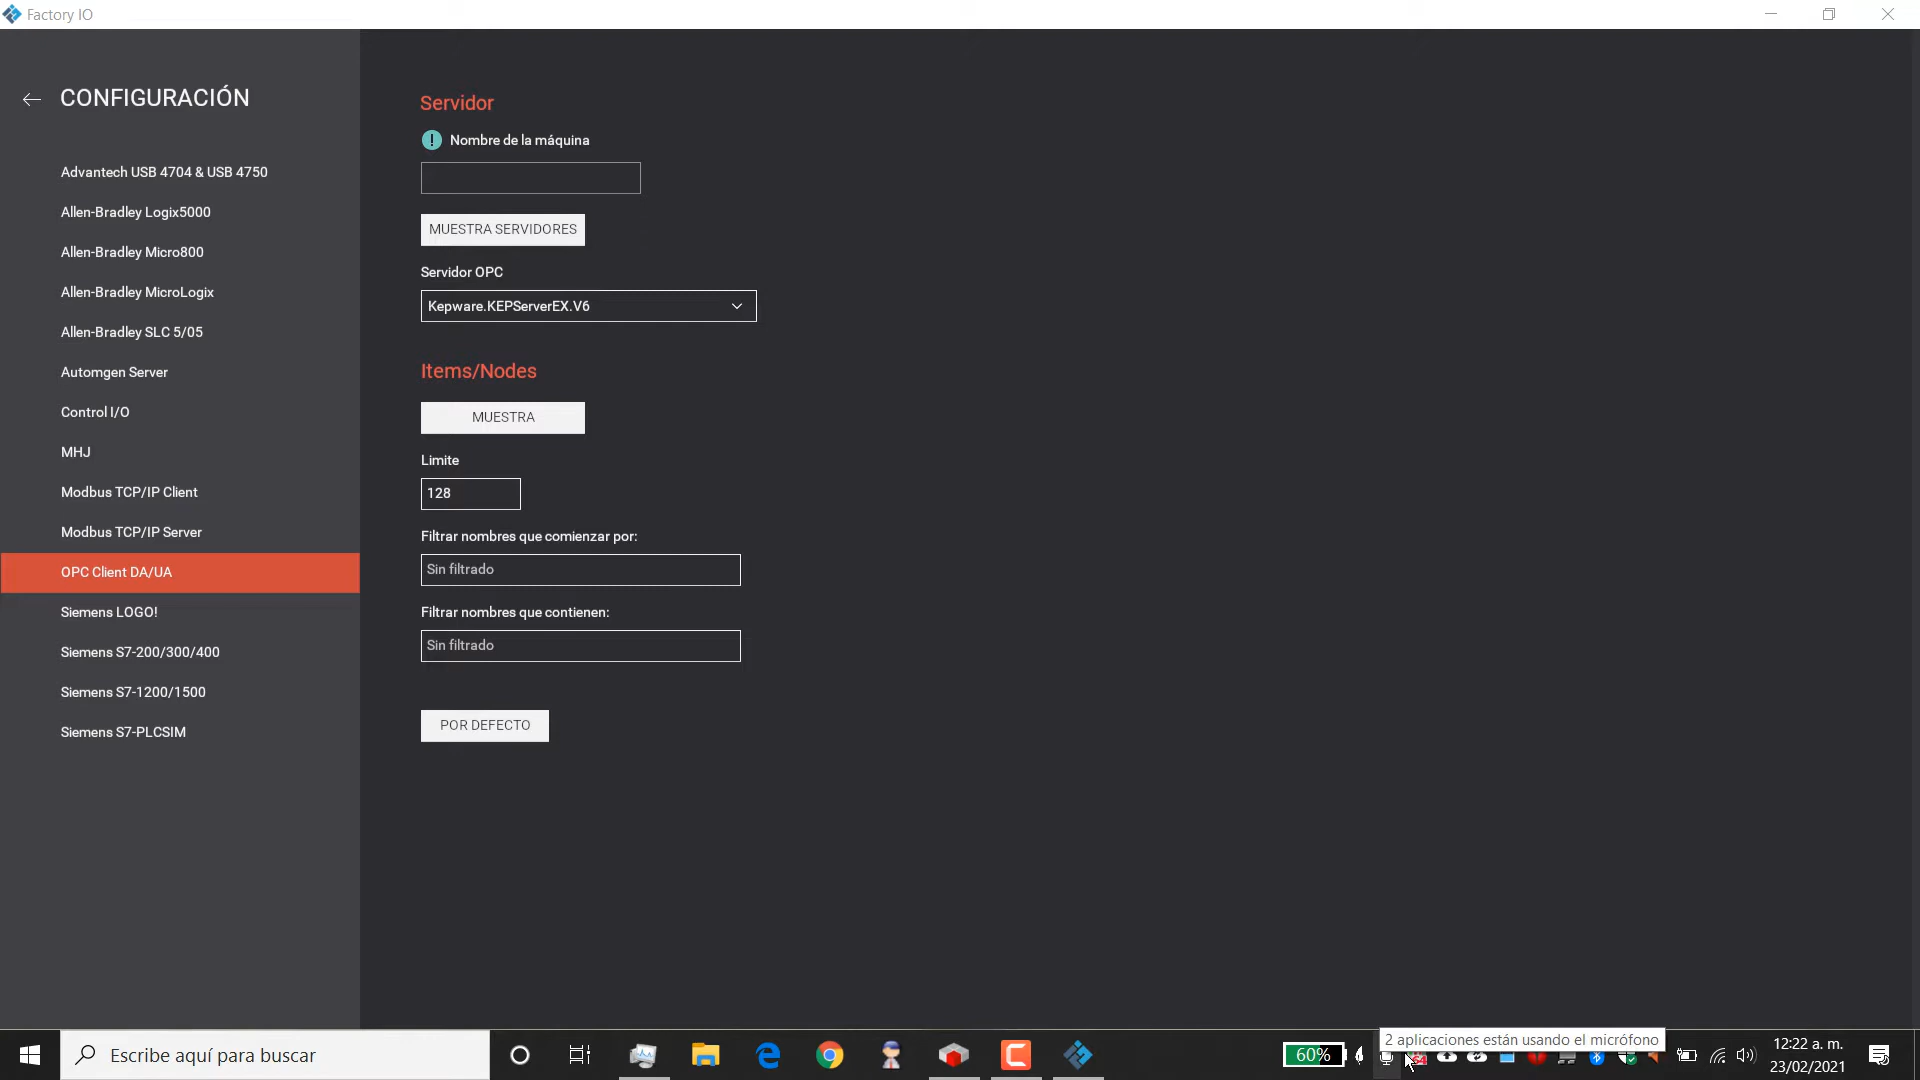 Factory IO
CONFIGURACIÓN
Advantech USB 4704 & USB 4750
Allen-Bradley Logix5000
Allen-Bradley Micro800
Allen-Bradley MicroLogix
Allen-Bradley SLC 5/05
Automgen Server
Control I/O
MHJ
Modbus TCP/IP Client
Modbus TCP/IP Server
OPC Client DA/UA
Siemens LOGO!
Siemens S7-200/300/400
Siemens S7-1200/1500
Siemens S7-PLCSIM
Servidor
! Nombre de la máquina
MUESTRA SERVIDORES
Servidor OPC
Kepware.KEPServerEX.V6
Items/Nodes
MUESTRA
Limite
128
Filtrar nombres que comienzar por:
Sin filtrado
Filtrar nombres que contienen:
Sin filtrado
POR DEFECTO
Escribe aquí para buscar
60%
2 aplicaciones están usando el micrófono
12:22 a. m.
23/02/2021